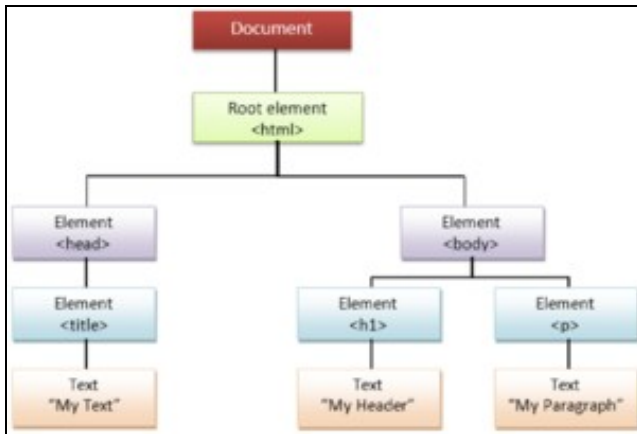 Document
Root element
<html>
Element
<head>
Element
<body>
Element
<title>
Element
<h1>
Element
<p>
Text
"My Text"
Text
"My Header"
Text
"My Paragraph"